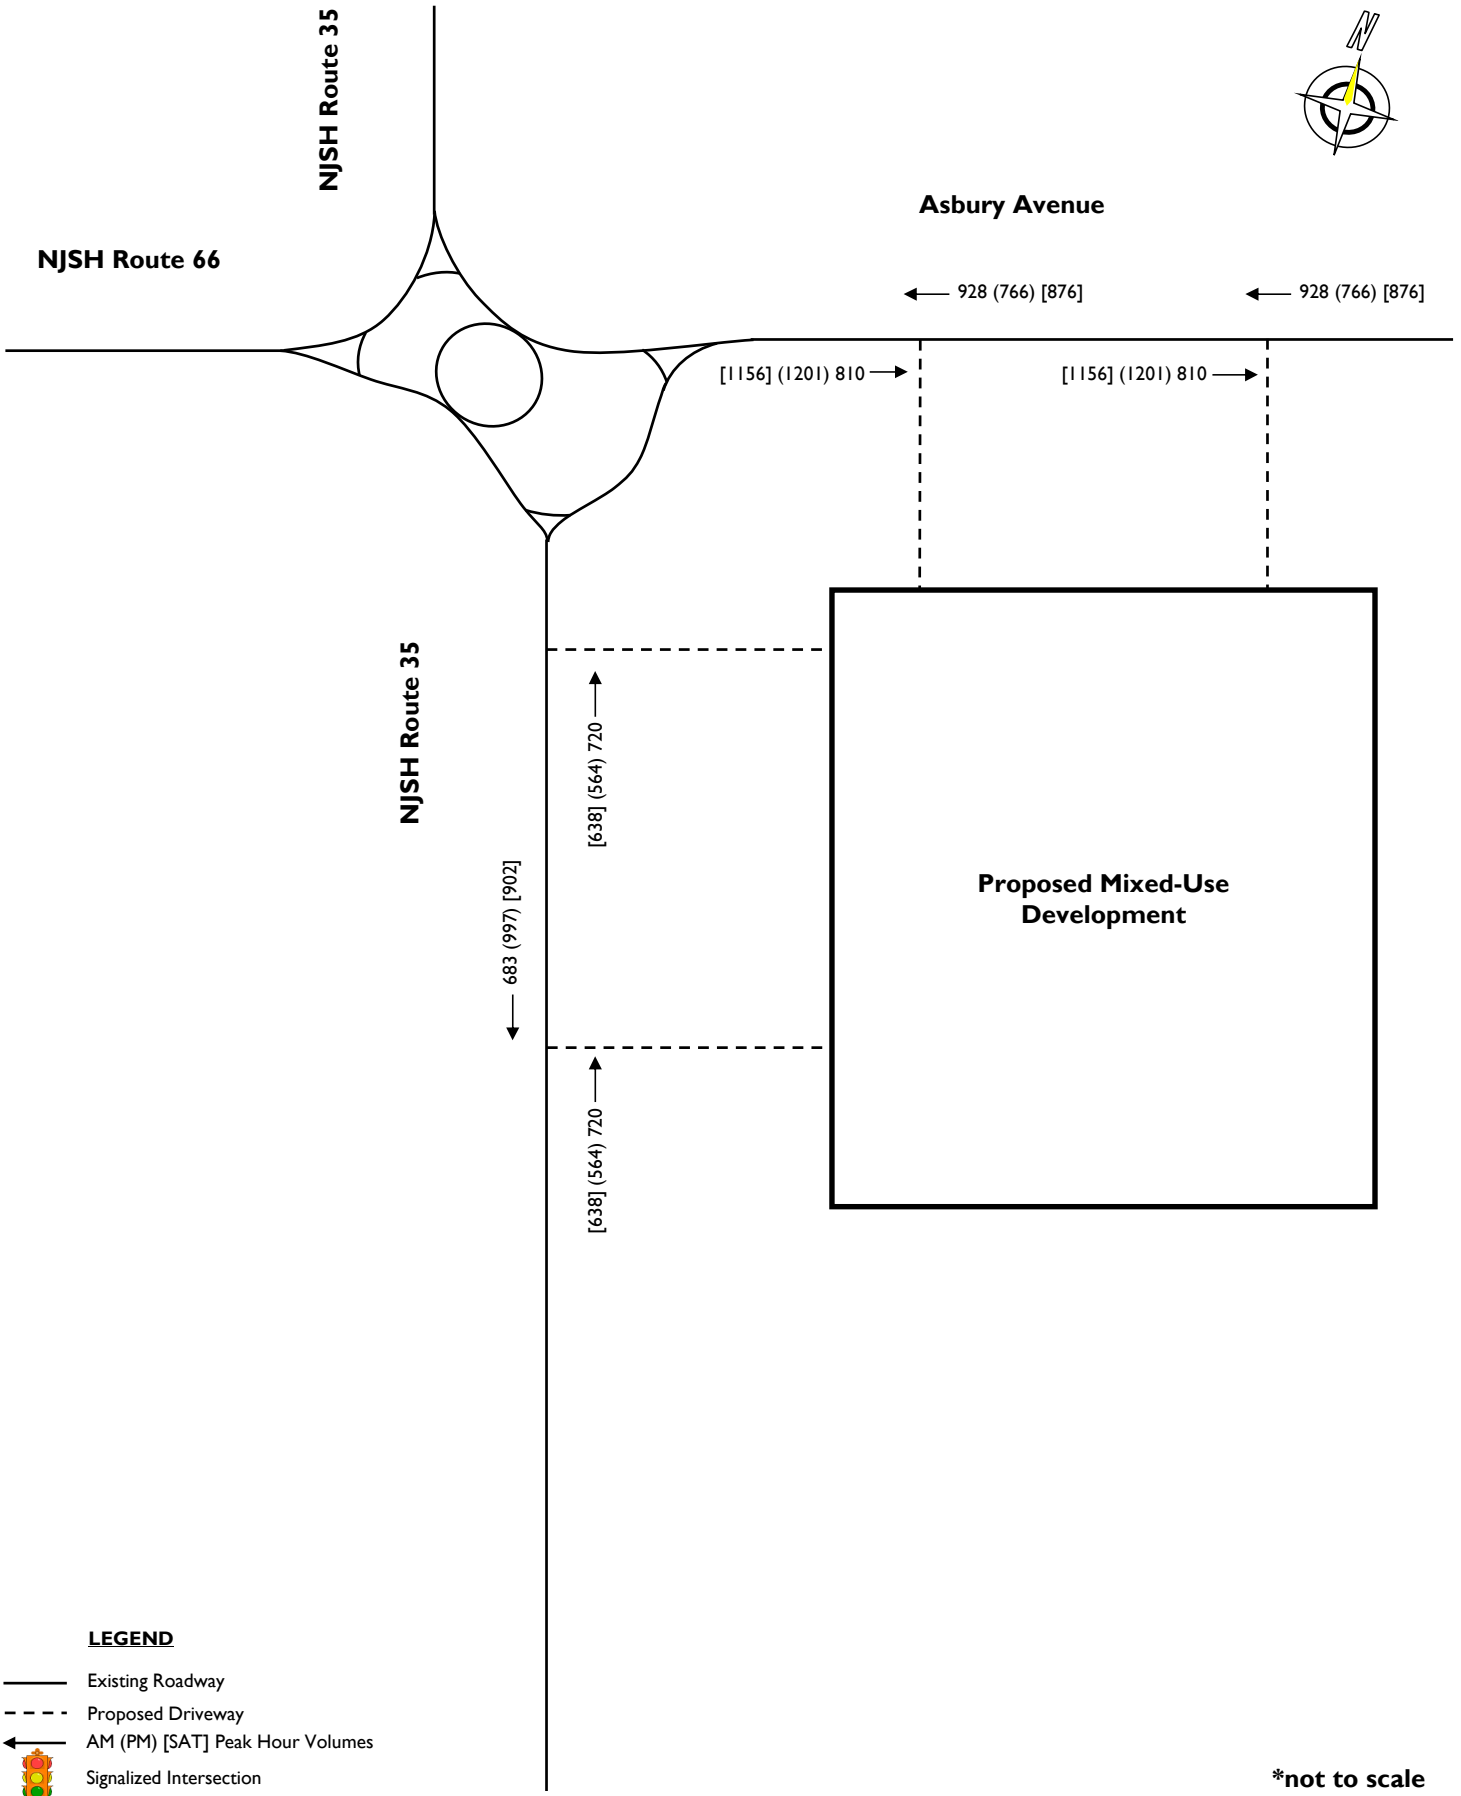 NJSH Route 35
N
Asbury Avenue
NJSH Route 66
928 (766) [876]
928 (766) [876]
[1156] (1201) 810
[1156] (1201) 810
NJSH Route 35
[638] (564) 720
683 (997) [902]
Proposed Mixed-Use
Development
[638] (564) 720
LEGEND
Existing Roadway
Proposed Driveway
AM (PM) [SAT] Peak Hour Volumes
Signalized Intersection
*not to scale